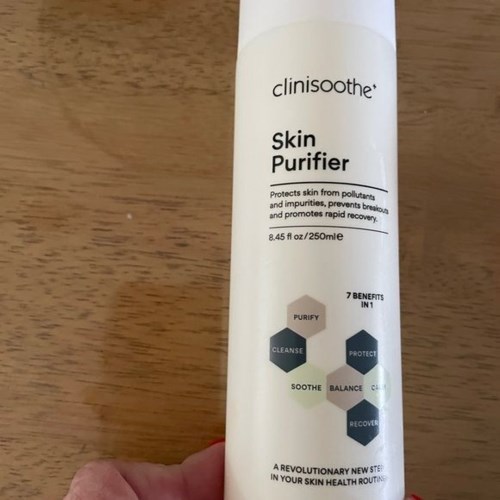 clinisoothe+
Skin
Purifier
Protects skin from pollutants
and impurities, prevents breakouts
and promotes rapid recovery.
8.45 fl oz/250ml℮
7 BENEFITS
IN 1
PURIFY
CLEANSE
PROTECT
SOOTHE
BALANCE
CALM
RECOVER
A REVOLUTIONARY NEW STEP
IN YOUR SKIN HEALTH ROUTINE